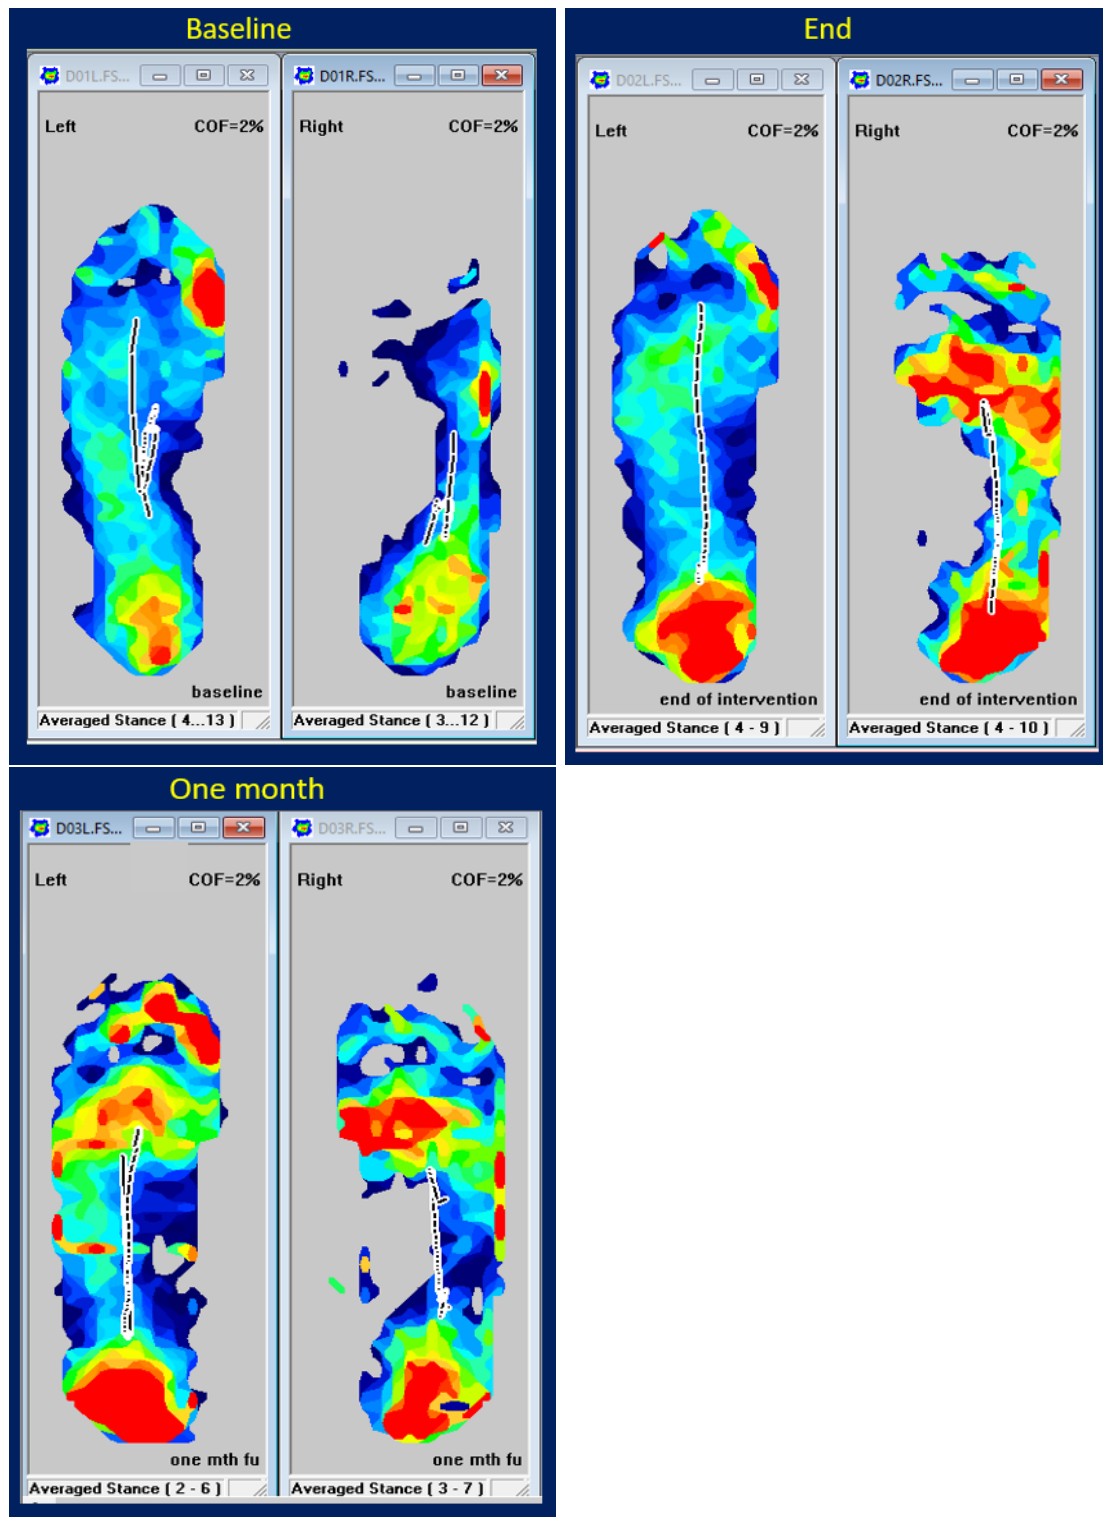 Baseline
D01L.FS...
D01R.FS...
Left COF=2%
Right COF=2%
baseline
baseline
Averaged Stance ( 4...13 )
Averaged Stance ( 3...12 )
End
D02L.FS...
D02R.FS...
Left COF=2%
Right COF=2%
end of intervention
end of intervention
Averaged Stance ( 4 - 9 )
Averaged Stance ( 4 - 10 )
One month
D03L.FS...
D03R.FS...
Left COF=2%
Right COF=2%
one mth fu
one mth fu
Averaged Stance ( 2 - 6 )
Averaged Stance ( 3 - 7 )